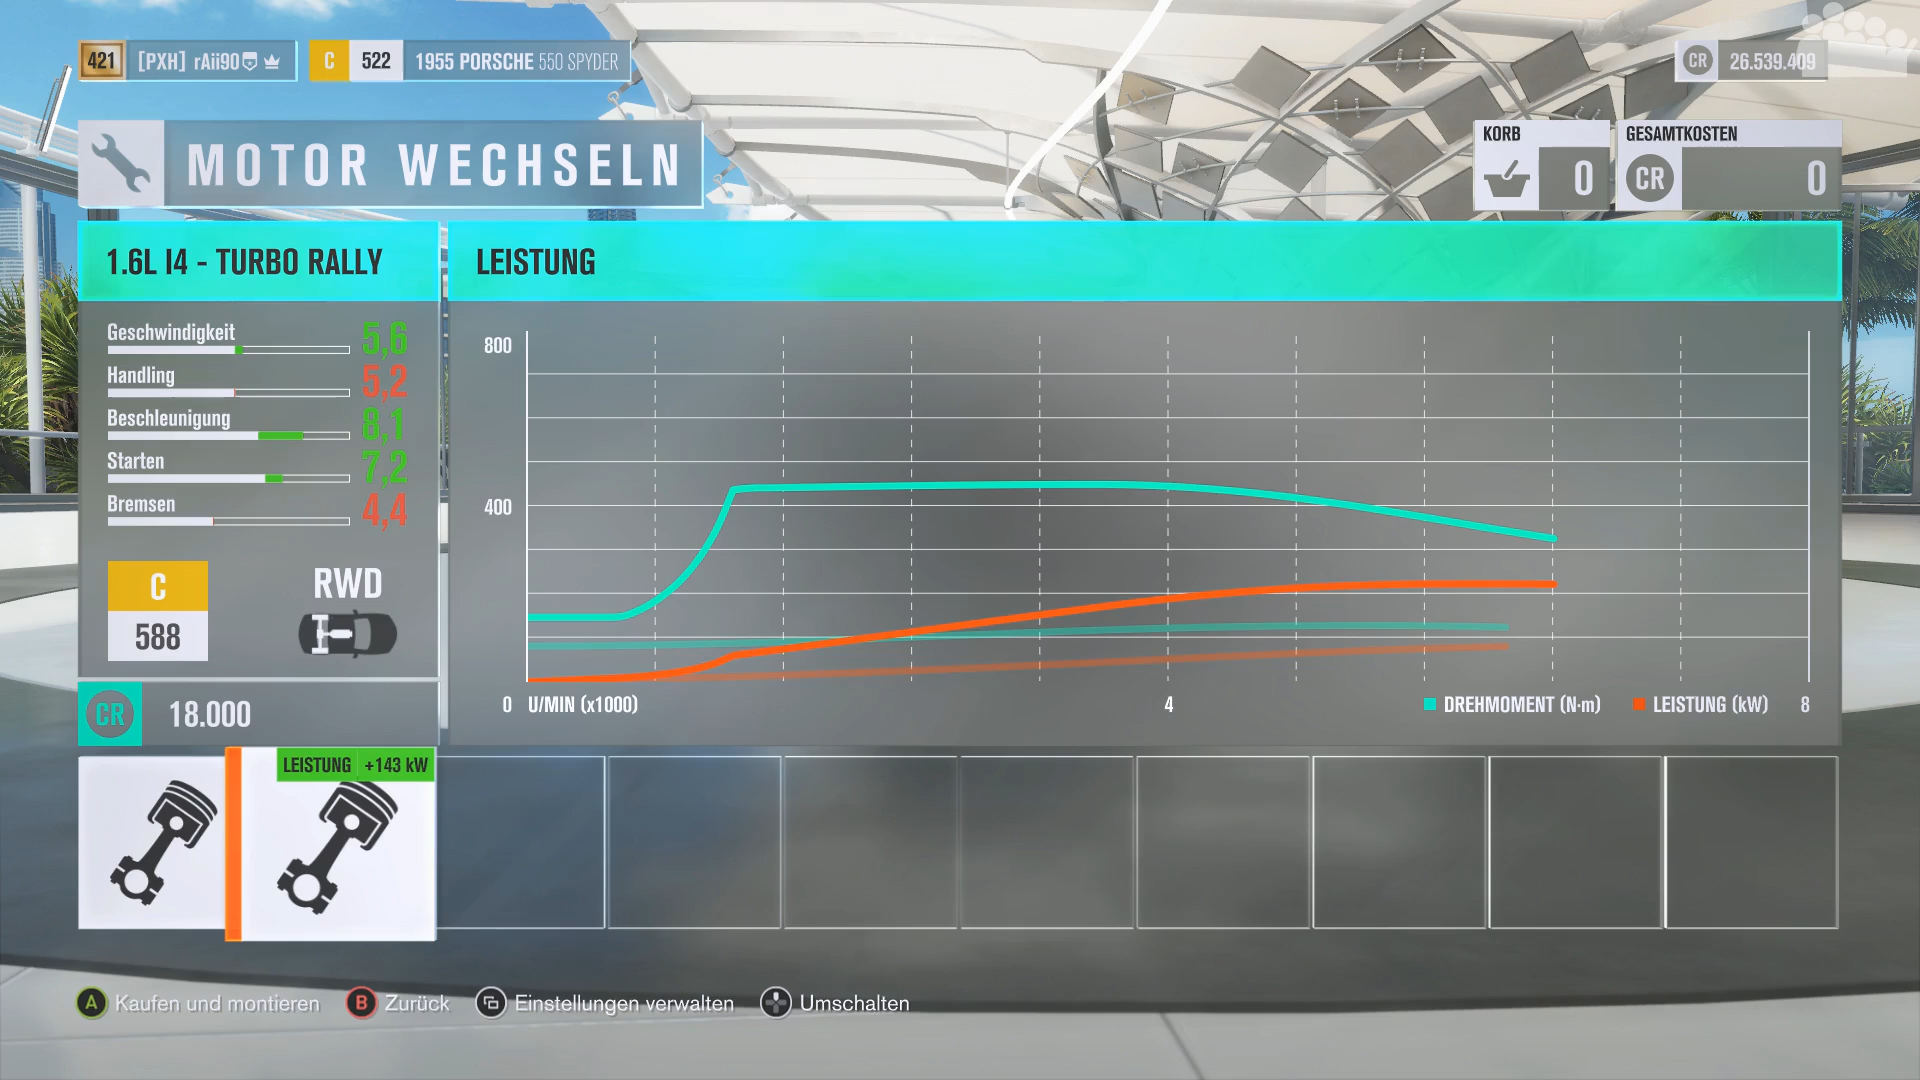 421 [PXH] rAii90
C 522 1955 PORSCHE 550 SPYDER
CR 26.539.409
MOTOR WECHSELN
KORB
0
GESAMTKOSTEN
CR 0
1.6L I4 - TURBO RALLY
Geschwindigkeit 5,6
Handling 5,2
Beschleunigung 8,1
Starten 7,2
Bremsen 4,4
C
588
RWD
CR 18.000
LEISTUNG
800
400
0 U/MIN (x1000) 4 8
DREHMOMENT (N·m) LEISTUNG (kW)
LEISTUNG +143 kW
A Kaufen und montieren B Zurück Einstellungen verwalten Umschalten